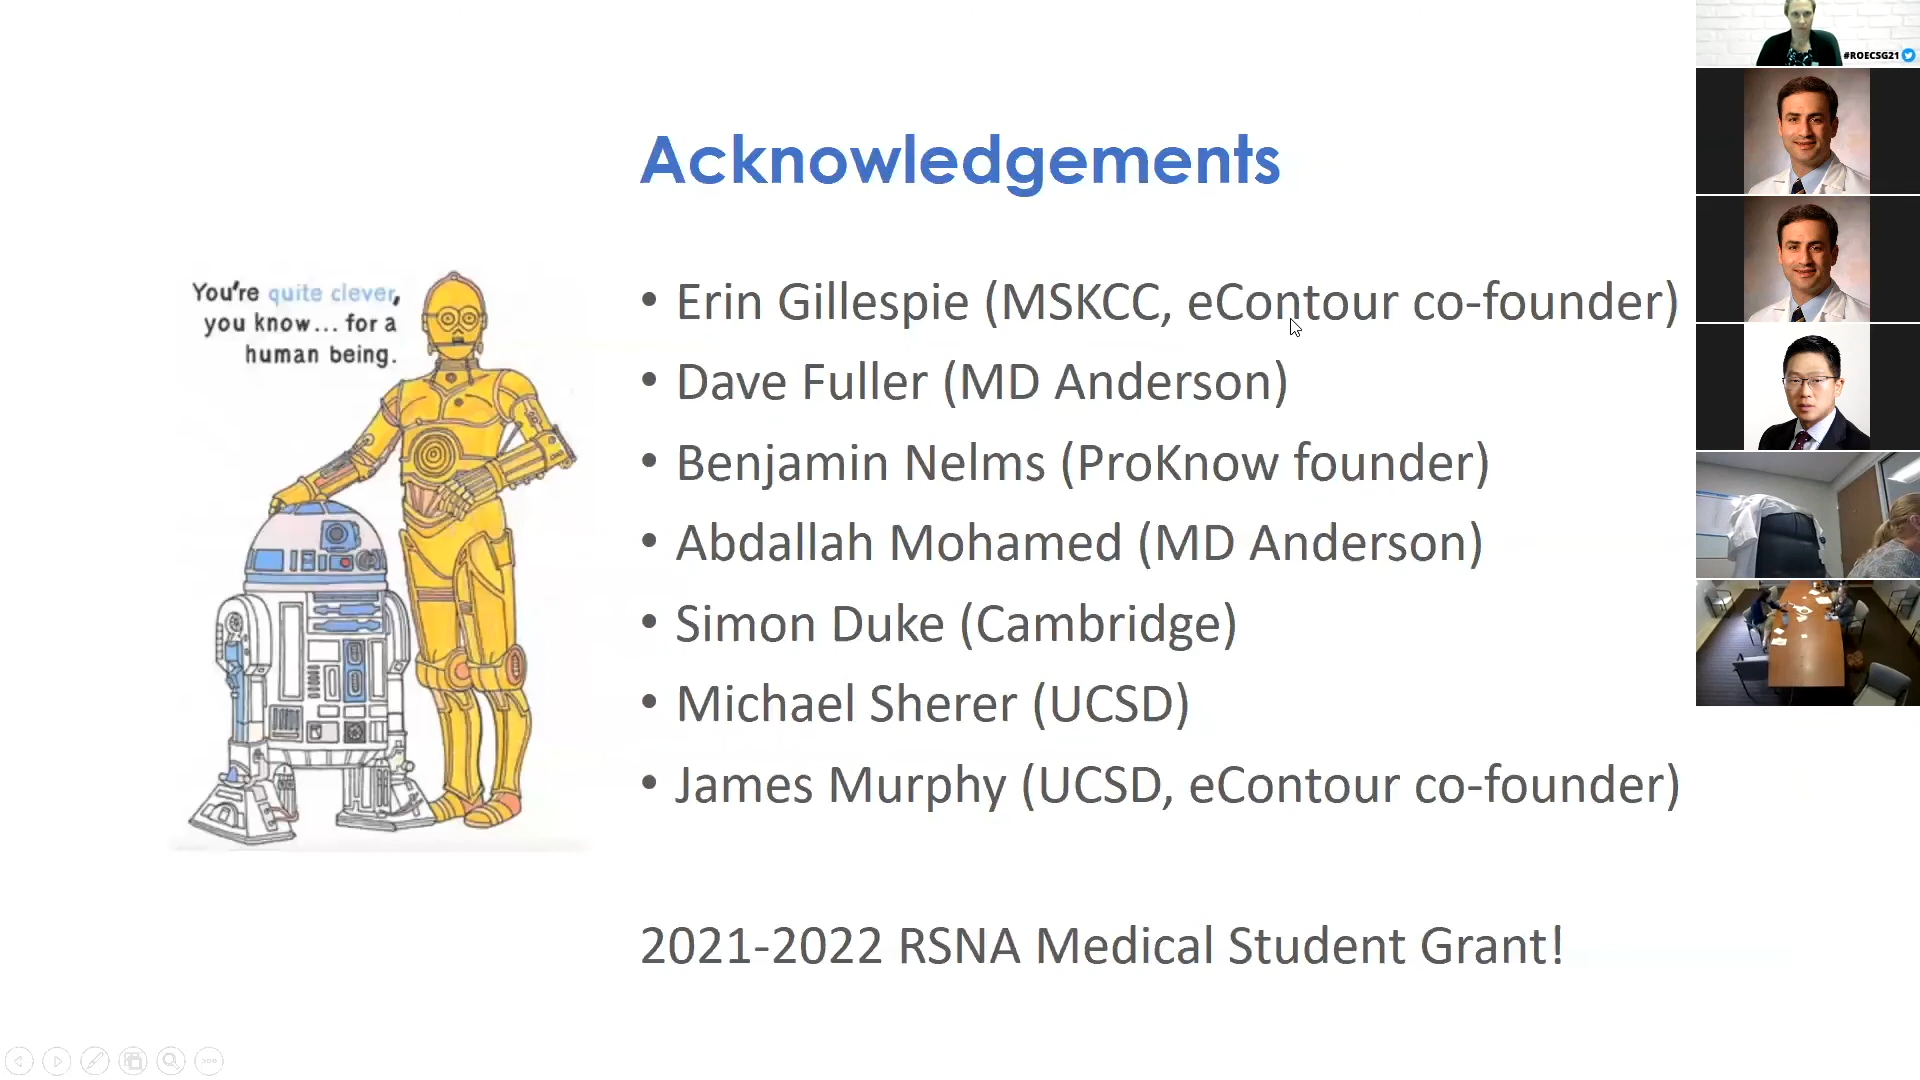 #ROECSG21
Acknowledgements
You're quite clever,
you know... for a
human being.
• Erin Gillespie (MSKCC, eContour co-founder)
• Dave Fuller (MD Anderson)
• Benjamin Nelms (ProKnow founder)
• Abdallah Mohamed (MD Anderson)
• Simon Duke (Cambridge)
• Michael Sherer (UCSD)
• James Murphy (UCSD, eContour co-founder)
2021-2022 RSNA Medical Student Grant!